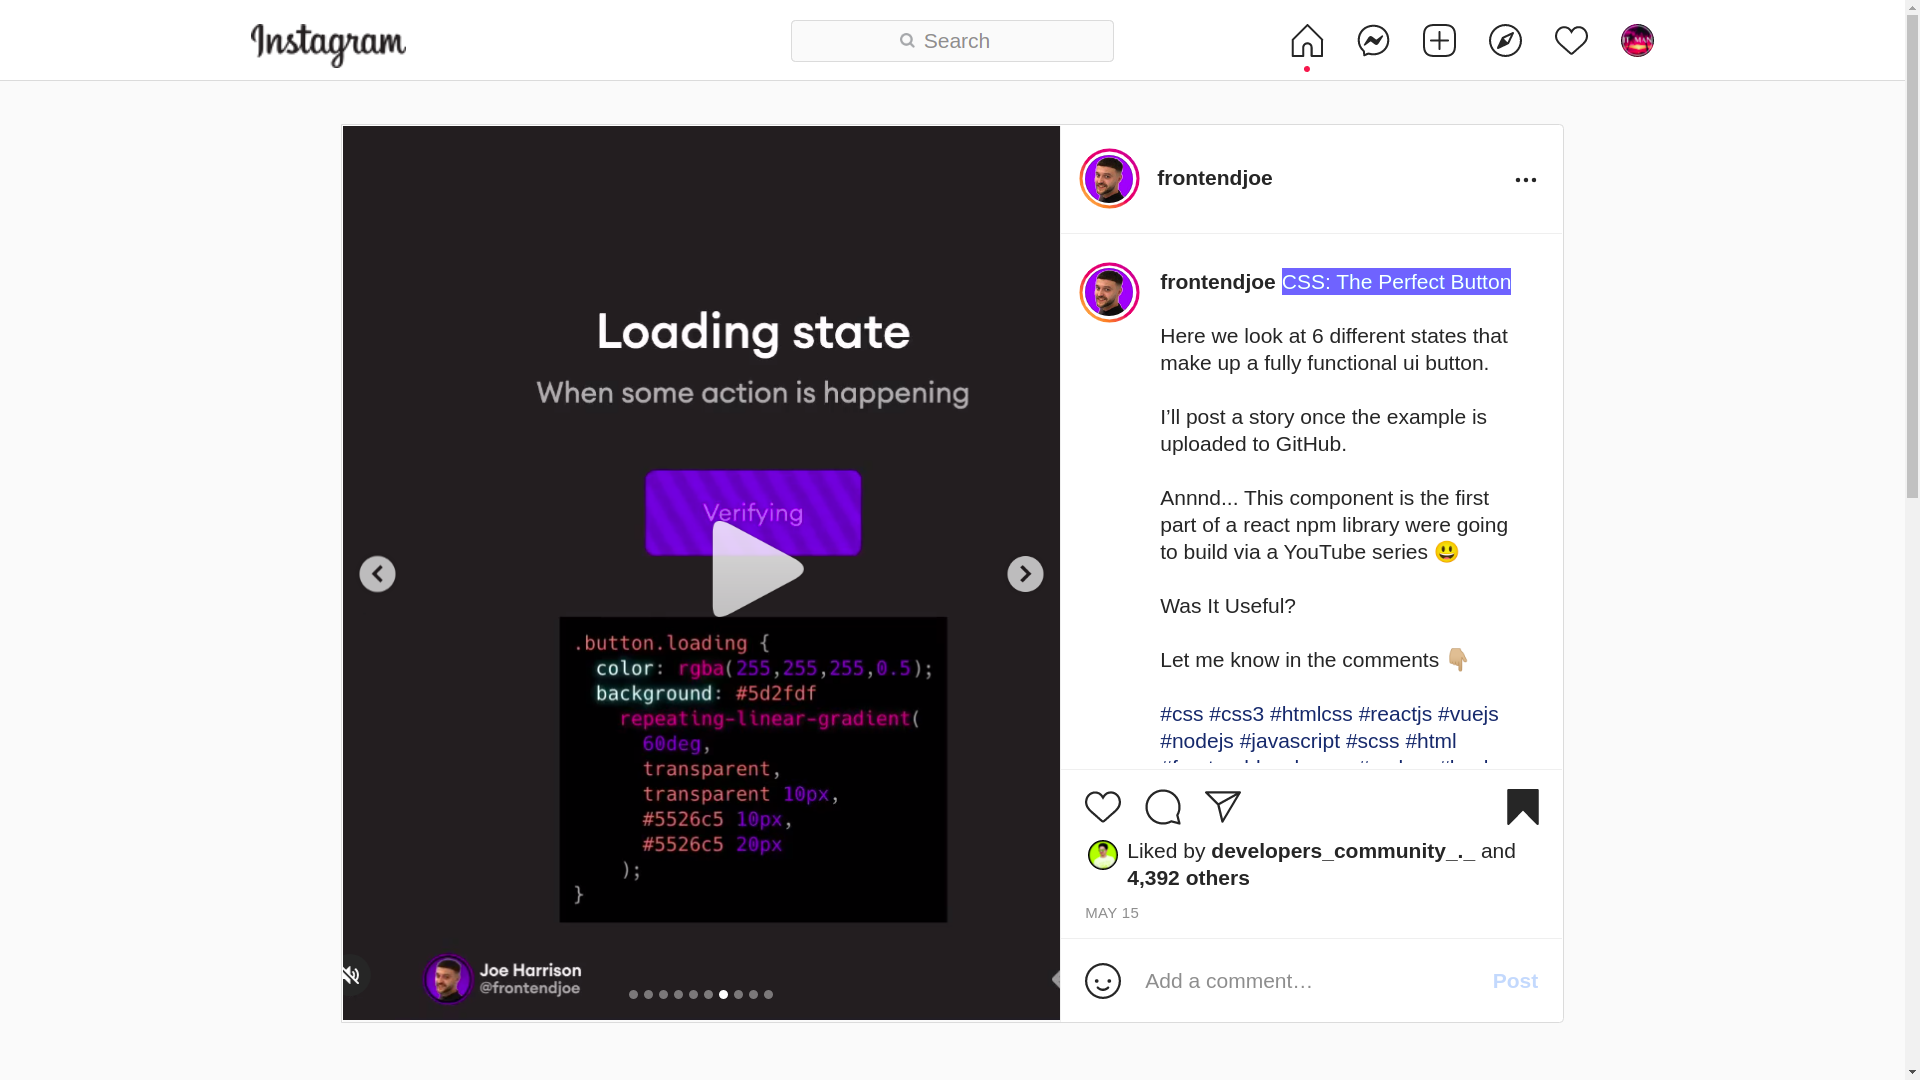 Instagram
Search
Loading state
When some action is happening
Verifying
.button.loading {
color: rgba(255,255,255,0.5);
background: #5d2fdf
repeating-linear-gradient(
60deg,
transparent,
transparent 10px,
#5526c5 10px,
#5526c5 20px
);
}
Joe Harrison
@frontendjoe
frontendjoe
frontendjoe CSS: The Perfect Button
Here we look at 6 different states that
make up a fully functional ui button.
I’ll post a story once the example is
uploaded to GitHub.
Annnd... This component is the first
part of a react npm library were going
to build via a YouTube series 😃
Was It Useful?
Let me know in the comments 👇🏼
#css #css3 #htmlcss #reactjs #vuejs
#nodejs #javascript #scss #html
Liked by developers_community_._ and
4,392 others
MAY 15
Add a comment…
Post